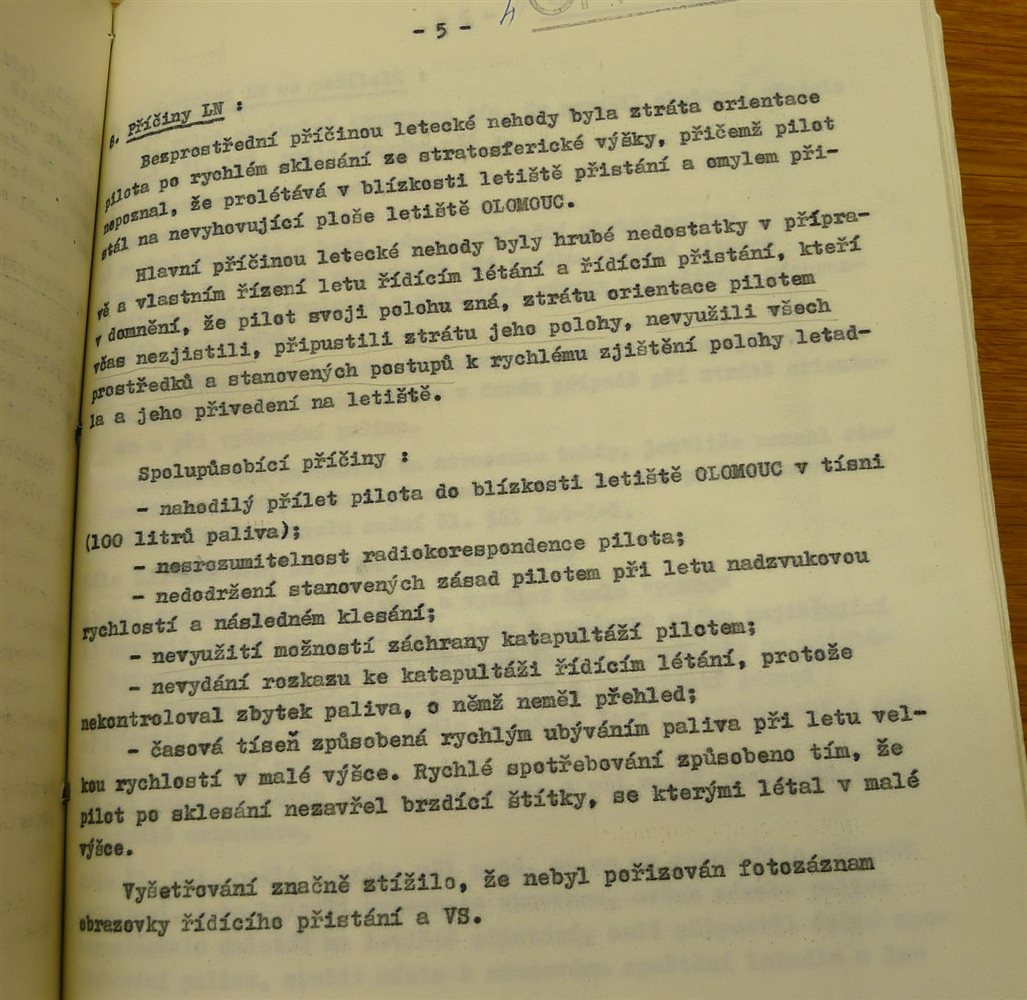 - 5 -
6. Příčiny LN :
Bezprostřední příčinou letecké nehody byla ztráta orientace
pilota po rychlém sklesání ze stratosferické výšky, přičemž pilot
nepoznal, že prolétává v blízkosti letiště přistání a omylem při-
stál na nevyhovující ploše letiště OLOMOUC.
Hlavní příčinou letecké nehody byly hrubé nedostatky v přípra-
vě a vlastním řízení letu řídícím létání a řídícím přistání, kteří
v domnění, že pilot svoji polohu zná, ztrátu orientace pilotem
včas nezjistili, připustili ztrátu jeho polohy, nevyužili všech
prostředků a stanovených postupů k rychlému zjištění polohy letad-
la a jeho přivedení na letiště.
Spolupůsobící příčiny :
- nahodilý přílet pilota do blízkosti letiště OLOMOUC v tísni
(100 litrů paliva);
- nesrozumitelnost radiokorespondence pilota;
- nedodržení stanovených zásad pilotem při letu nadzvukovou
rychlostí a následném klesání;
- nevyužití možností záchrany katapultáží pilotem;
- nevydání rozkazu ke katapultáži řídícím létání, protože
nekontroloval zbytek paliva, o němž neměl přehled;
- časová tíseň způsobená rychlým ubýváním paliva při letu vel-
kou rychlostí v malé výšce. Rychlé spotřebování způsobeno tím, že
pilot po sklesání nezavřel brzdící štítky, se kterými létal v malé
výšce.
Vyšetřování značně ztížilo, že nebyl pořizován fotozáznam
obrazovky řídícího přistání a VS.